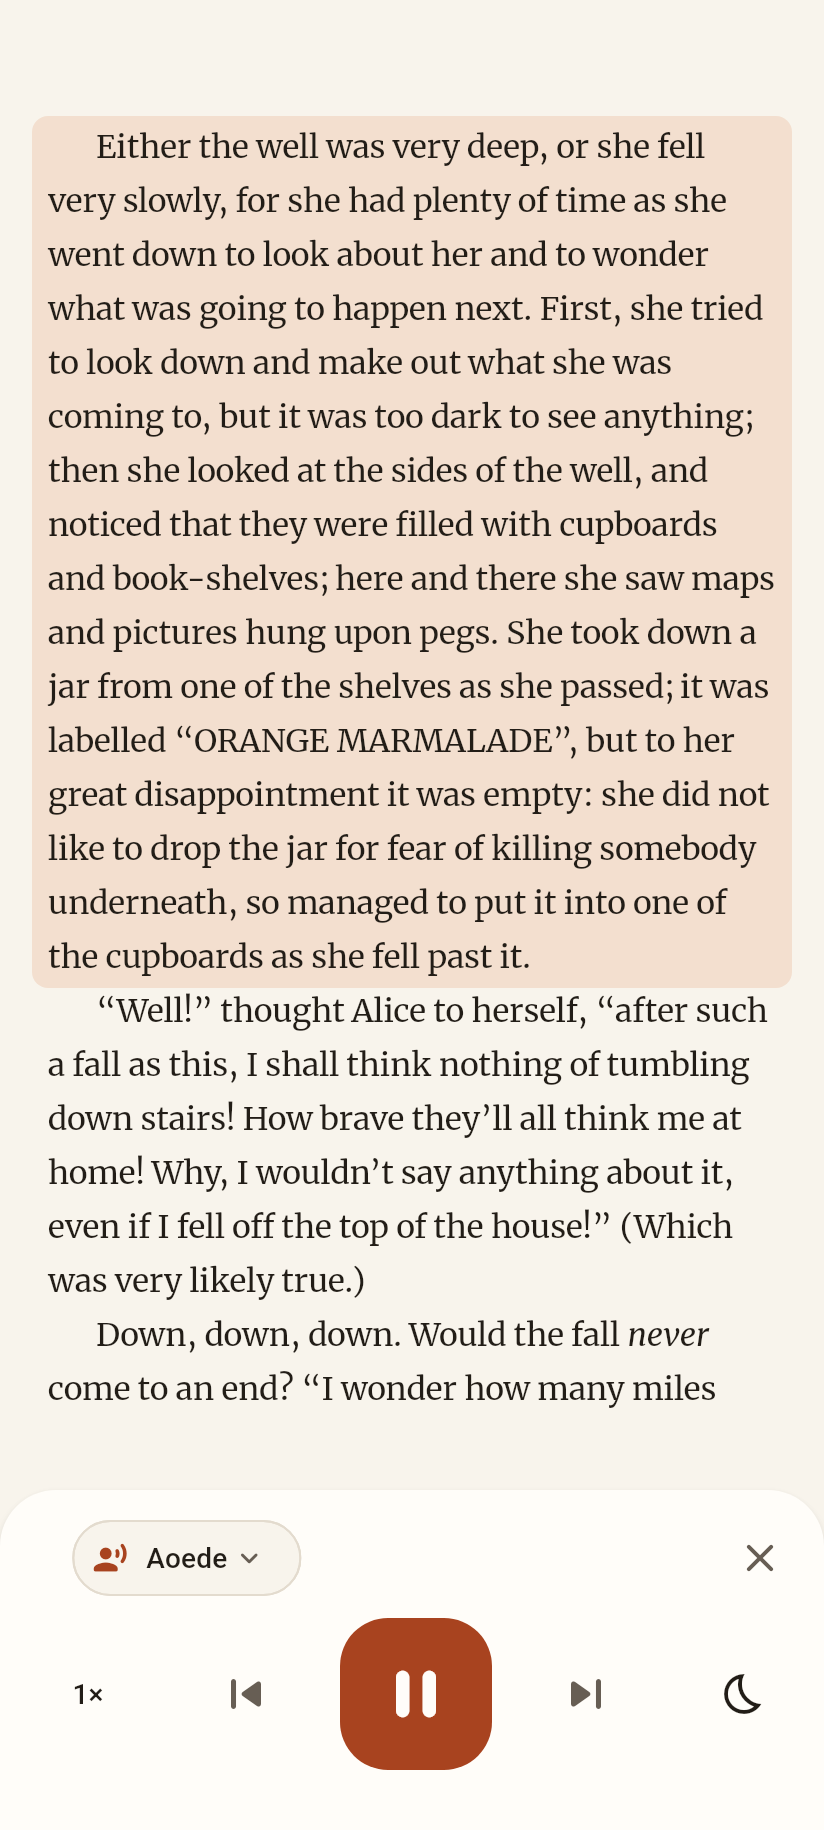 Either the well was very deep, or she fell
very slowly, for she had plenty of time as she
went down to look about her and to wonder
what was going to happen next. First, she tried
to look down and make out what she was
coming to, but it was too dark to see anything;
then she looked at the sides of the well, and
noticed that they were filled with cupboards
and book-shelves; here and there she saw maps
and pictures hung upon pegs. She took down a
jar from one of the shelves as she passed; it was
labelled “ORANGE MARMALADE”, but to her
great disappointment it was empty: she did not
like to drop the jar for fear of killing somebody
underneath, so managed to put it into one of
the cupboards as she fell past it.
“Well!” thought Alice to herself, “after such
a fall as this, I shall think nothing of tumbling
down stairs! How brave they’ll all think me at
home! Why, I wouldn’t say anything about it,
even if I fell off the top of the house!” (Which
was very likely true.)
Down, down, down. Would the fall never
come to an end? “I wonder how many miles
Aoede
1×